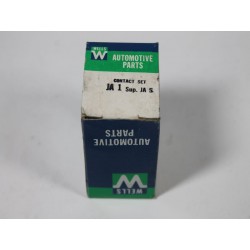 WELLS
W
AUTOMOTIVE
PARTS
CONTACT SET
JA 1 Sup. JA 5
AUTOMOTIVE
PARTS
W
WELLS